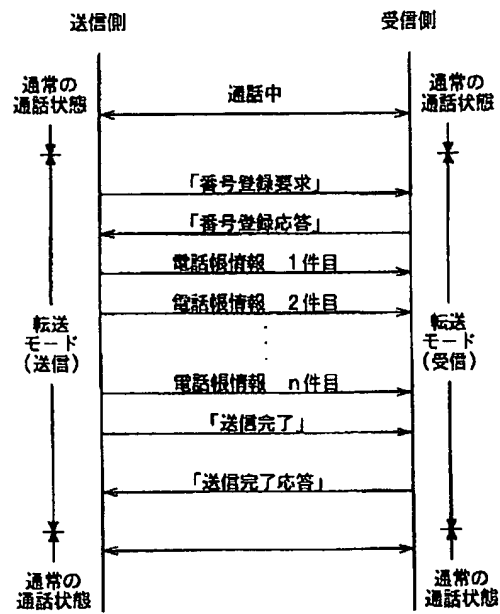 送信側
受信側
通常の
通話状態
通話中
通常の
通話状態
「番号登録要求」
「番号登録応答」
電話帳情報 1件目
電話帳情報 2件目
・
・
・
転送
モード
(送信)
転送
モード
(受信)
電話帳情報 n件目
「送信完了」
「送信完了応答」
通常の
通話状態
通常の
通話状態